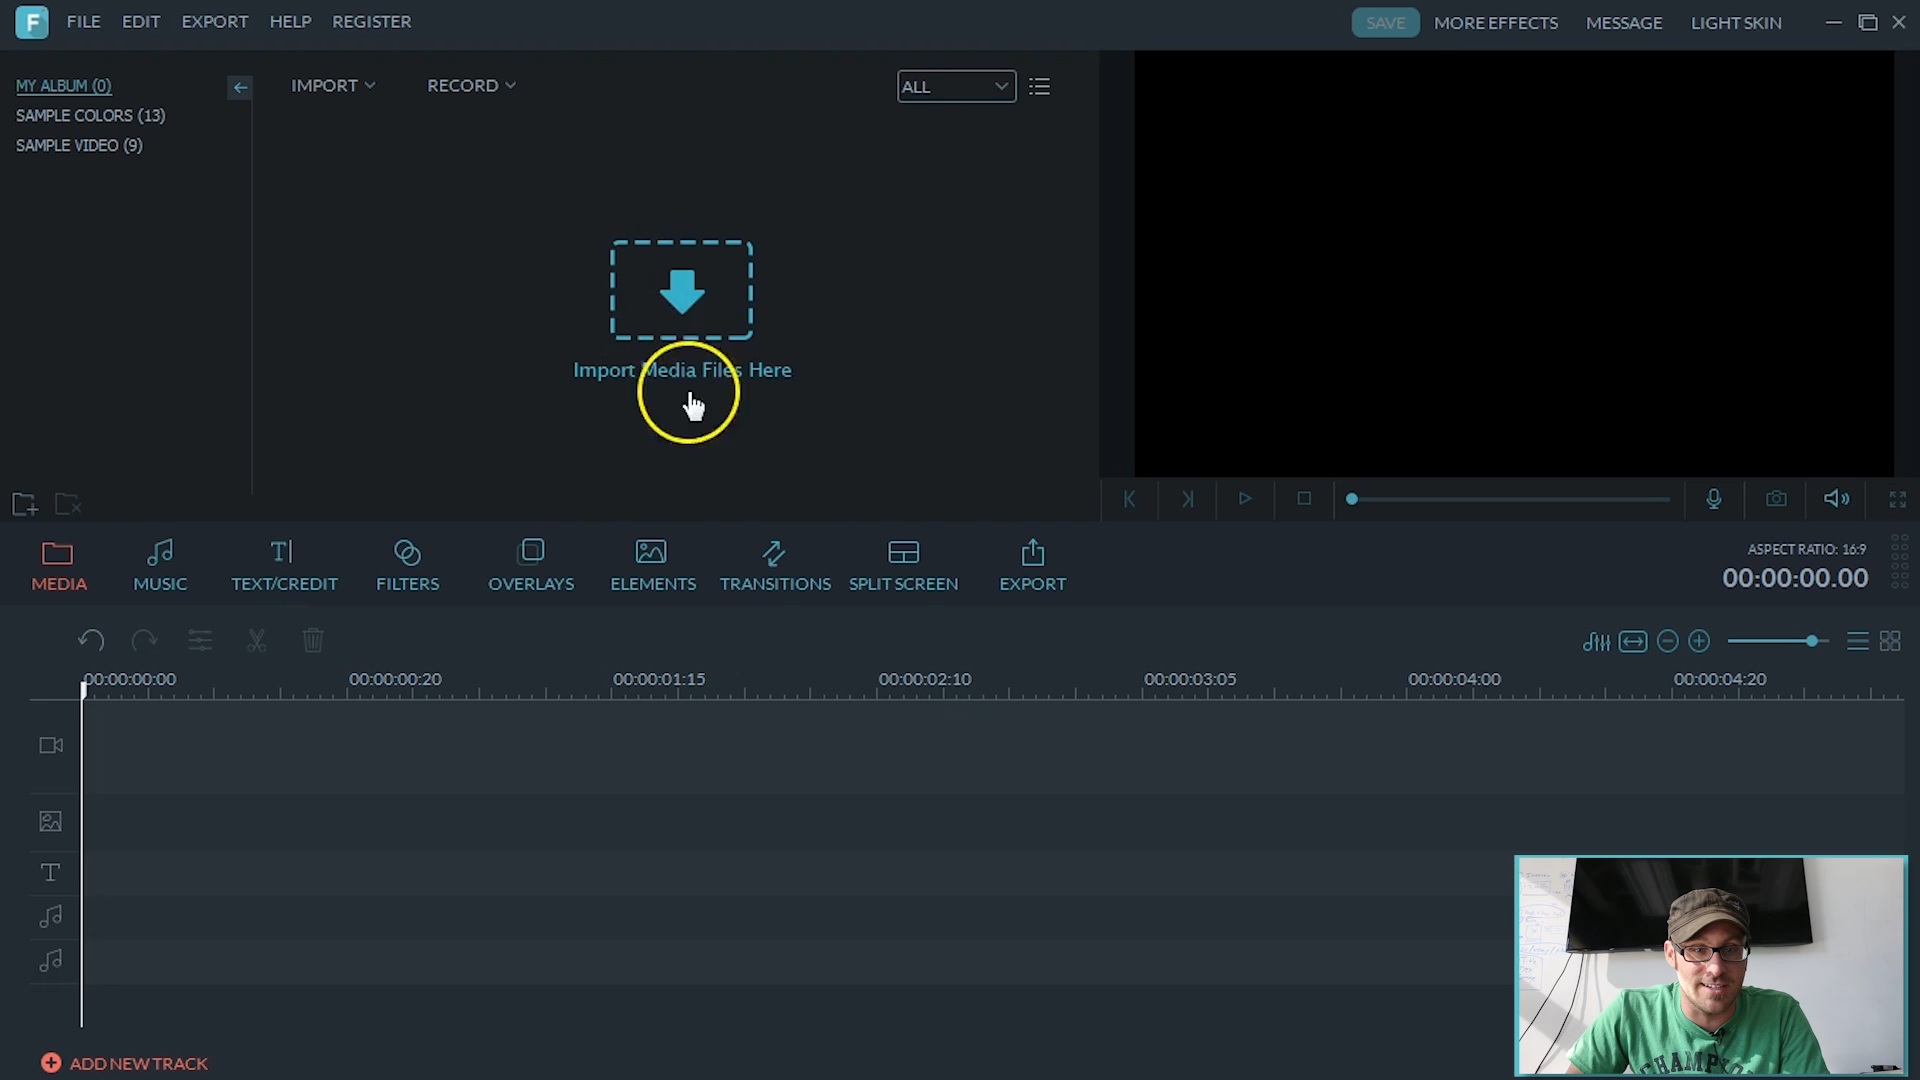 F FILE EDIT EXPORT HELP REGISTER SAVE MORE EFFECTS MESSAGE LIGHT SKIN
MY ALBUM (0)
SAMPLE COLORS (13)
SAMPLE VIDEO (9)
IMPORT RECORD ALL
Import Media Files Here
MEDIA MUSIC TEXT/CREDIT FILTERS OVERLAYS ELEMENTS TRANSITIONS SPLIT SCREEN EXPORT
ASPECT RATIO: 16:9
00:00:00.00
00:00:00:00 00:00:00:20 00:00:01:15 00:00:02:10 00:00:03:05 00:00:04:00 00:00:04:20
ADD NEW TRACK